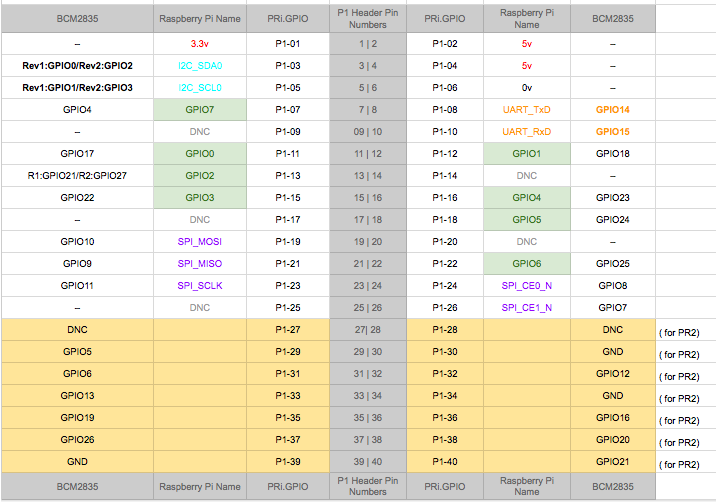 BCM2835 Raspberry Pi Name PRi.GPIO P1 Header Pin Numbers PRi.GPIO Raspberry Pi Name BCM2835
– 3.3v P1-01 1 | 2 P1-02 5v –
Rev1:GPIO0/Rev2:GPIO2 I2C_SDA0 P1-03 3 | 4 P1-04 5v –
Rev1:GPIO1/Rev2:GPIO3 I2C_SCL0 P1-05 5 | 6 P1-06 0v –
GPIO4 GPIO7 P1-07 7 | 8 P1-08 UART_TxD GPIO14
– DNC P1-09 09 | 10 P1-10 UART_RxD GPIO15
GPIO17 GPIO0 P1-11 11 | 12 P1-12 GPIO1 GPIO18
R1:GPIO21/R2:GPIO27 GPIO2 P1-13 13 | 14 P1-14 DNC –
GPIO22 GPIO3 P1-15 15 | 16 P1-16 GPIO4 GPIO23
– DNC P1-17 17 | 18 P1-18 GPIO5 GPIO24
GPIO10 SPI_MOSI P1-19 19 | 20 P1-20 DNC –
GPIO9 SPI_MISO P1-21 21 | 22 P1-22 GPIO6 GPIO25
GPIO11 SPI_SCLK P1-23 23 | 24 P1-24 SPI_CE0_N GPIO8
– DNC P1-25 25 | 26 P1-26 SPI_CE1_N GPIO7
DNC P1-27 27| 28 P1-28 DNC ( for PR2)
GPIO5 P1-29 29 | 30 P1-30 GND ( for PR2)
GPIO6 P1-31 31 | 32 P1-32 GPIO12 ( for PR2)
GPIO13 P1-33 33 | 34 P1-34 GND ( for PR2)
GPIO19 P1-35 35 | 36 P1-36 GPIO16 ( for PR2)
GPIO26 P1-37 37 | 38 P1-38 GPIO20 ( for PR2)
GND P1-39 39 | 40 P1-40 GPIO21 ( for PR2)
BCM2835 Raspberry Pi Name PRi.GPIO P1 Header Pin Numbers PRi.GPIO Raspberry Pi Name BCM2835